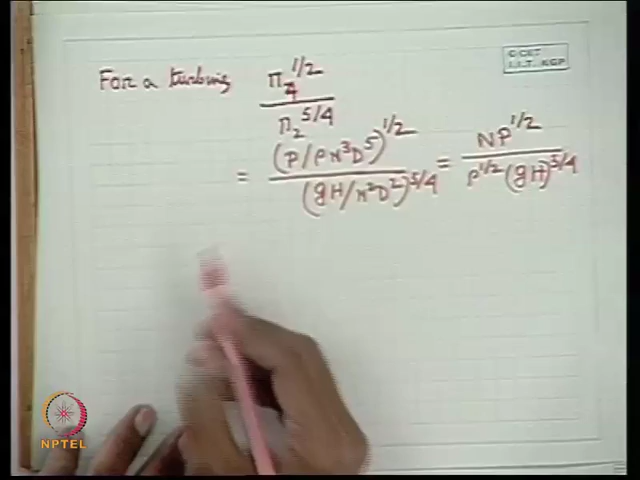 For a turbine π₄^1/2 / π₂^5/4
= (P/ρN³D⁵)^1/2 / (gH/N²D²)^5/4 = NP^1/2 / ρ^1/2 (gH)^5/4
© CET
I.I.T. KGP
NPTEL